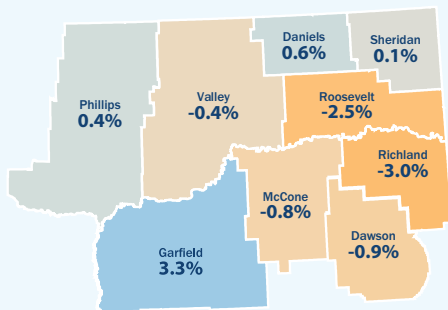 Daniels
0.6%
Sheridan
0.1%
Phillips
0.4%
Valley
-0.4%
Roosevelt
-2.5%
Richland
-3.0%
McCone
-0.8%
Dawson
-0.9%
Garfield
3.3%